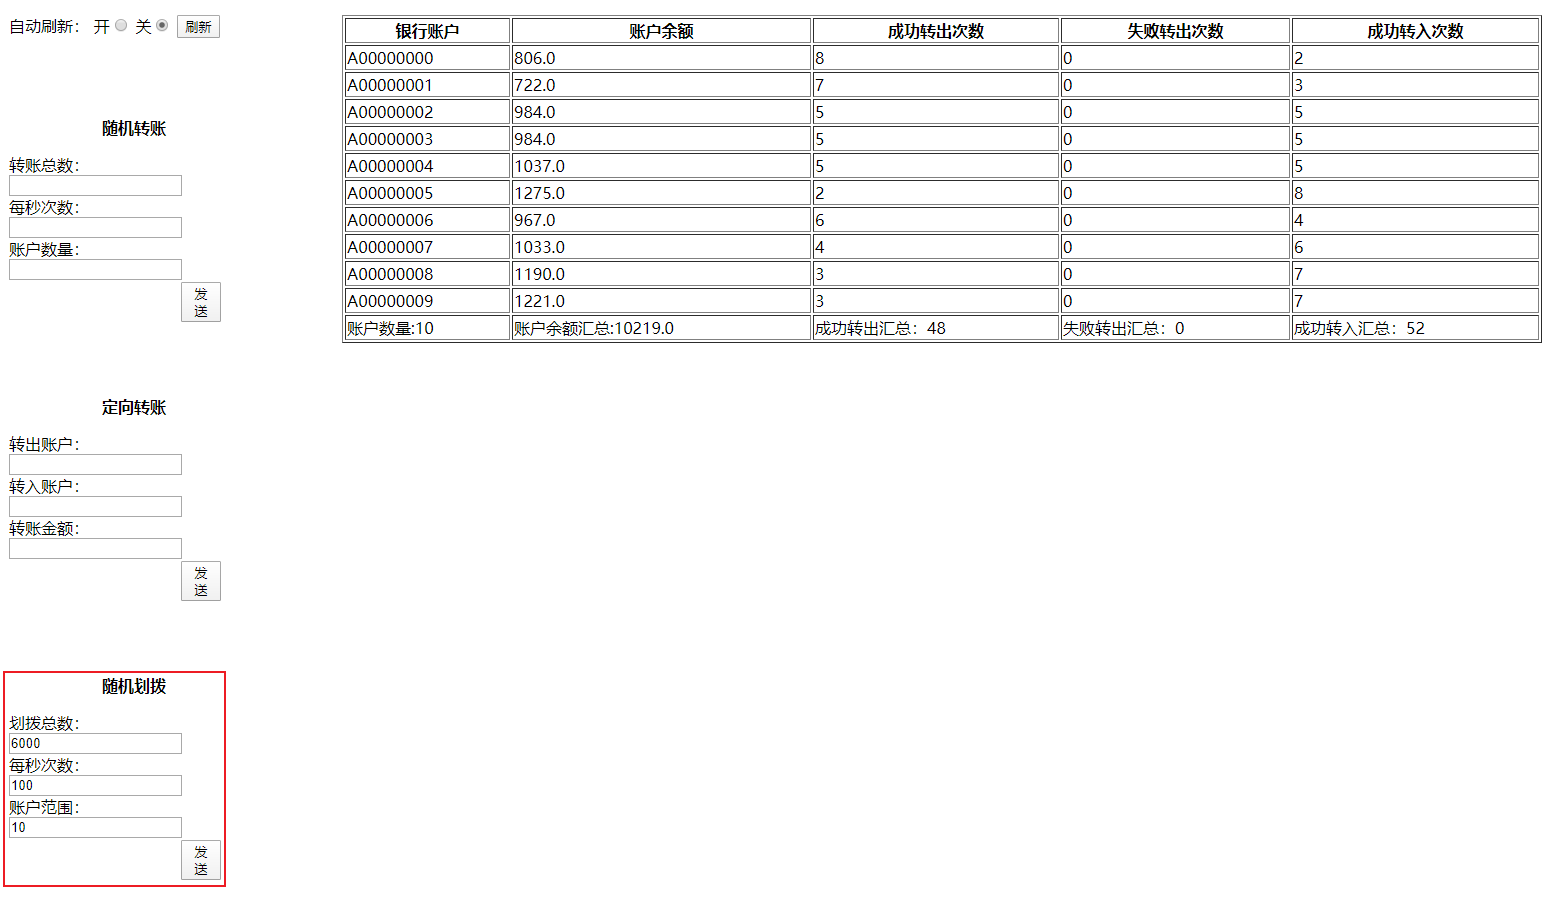 自动刷新： 开 关 刷新
随机转账
转账总数：
每秒次数：
账户数量：
发
送
定向转账
转出账户：
转入账户：
转账金额：
发
送
随机划拨
划拨总数：
6000
每秒次数：
100
账户范围：
10
发
送
银行账户 账户余额 成功转出次数 失败转出次数 成功转入次数
A00000000 806.0 8 0 2
A00000001 722.0 7 0 3
A00000002 984.0 5 0 5
A00000003 984.0 5 0 5
A00000004 1037.0 5 0 5
A00000005 1275.0 2 0 8
A00000006 967.0 6 0 4
A00000007 1033.0 4 0 6
A00000008 1190.0 3 0 7
A00000009 1221.0 3 0 7
账户数量:10 账户余额汇总:10219.0 成功转出汇总：48 失败转出汇总：0 成功转入汇总：52